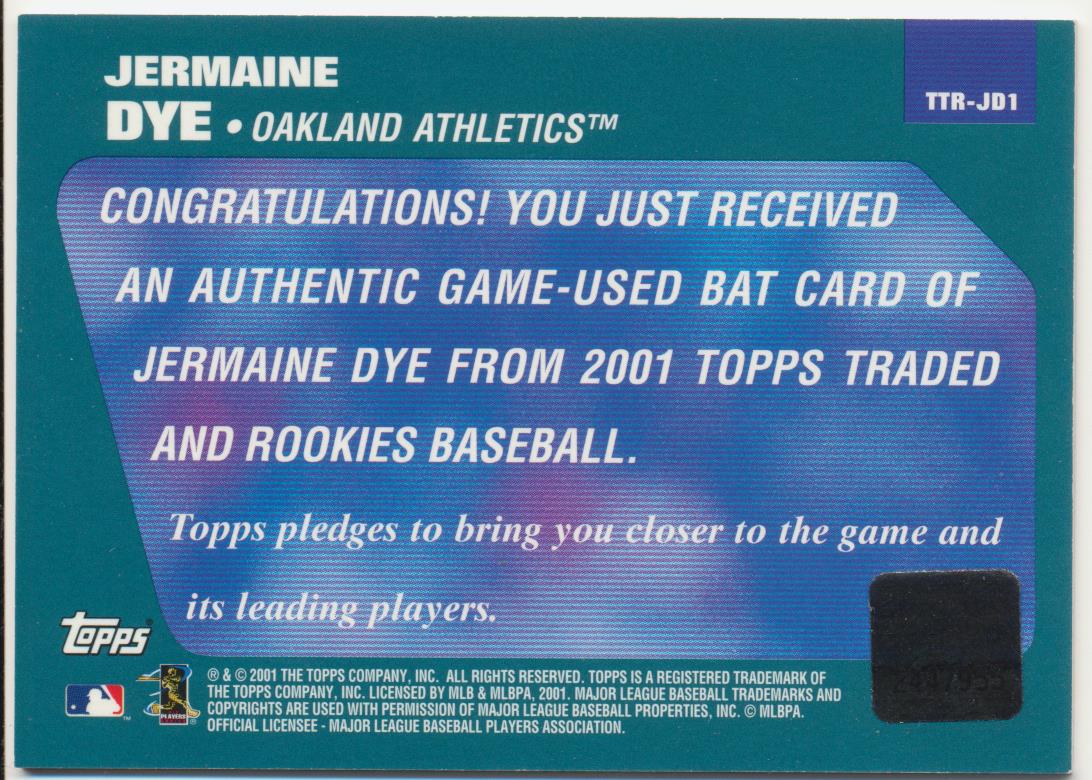 JERMAINE
DYE • OAKLAND ATHLETICS™
TTR-JD1
CONGRATULATIONS! YOU JUST RECEIVED
AN AUTHENTIC GAME-USED BAT CARD OF
JERMAINE DYE FROM 2001 TOPPS TRADED
AND ROOKIES BASEBALL.
Topps pledges to bring you closer to the game and
its leading players.
Topps
PLAYERS
® & © 2001 THE TOPPS COMPANY, INC. ALL RIGHTS RESERVED. TOPPS IS A REGISTERED TRADEMARK OF
THE TOPPS COMPANY, INC. LICENSED BY MLB & MLBPA, 2001. MAJOR LEAGUE BASEBALL TRADEMARKS AND
COPYRIGHTS ARE USED WITH PERMISSION OF MAJOR LEAGUE BASEBALL PROPERTIES, INC. © MLBPA.
OFFICIAL LICENSEE - MAJOR LEAGUE BASEBALL PLAYERS ASSOCIATION.